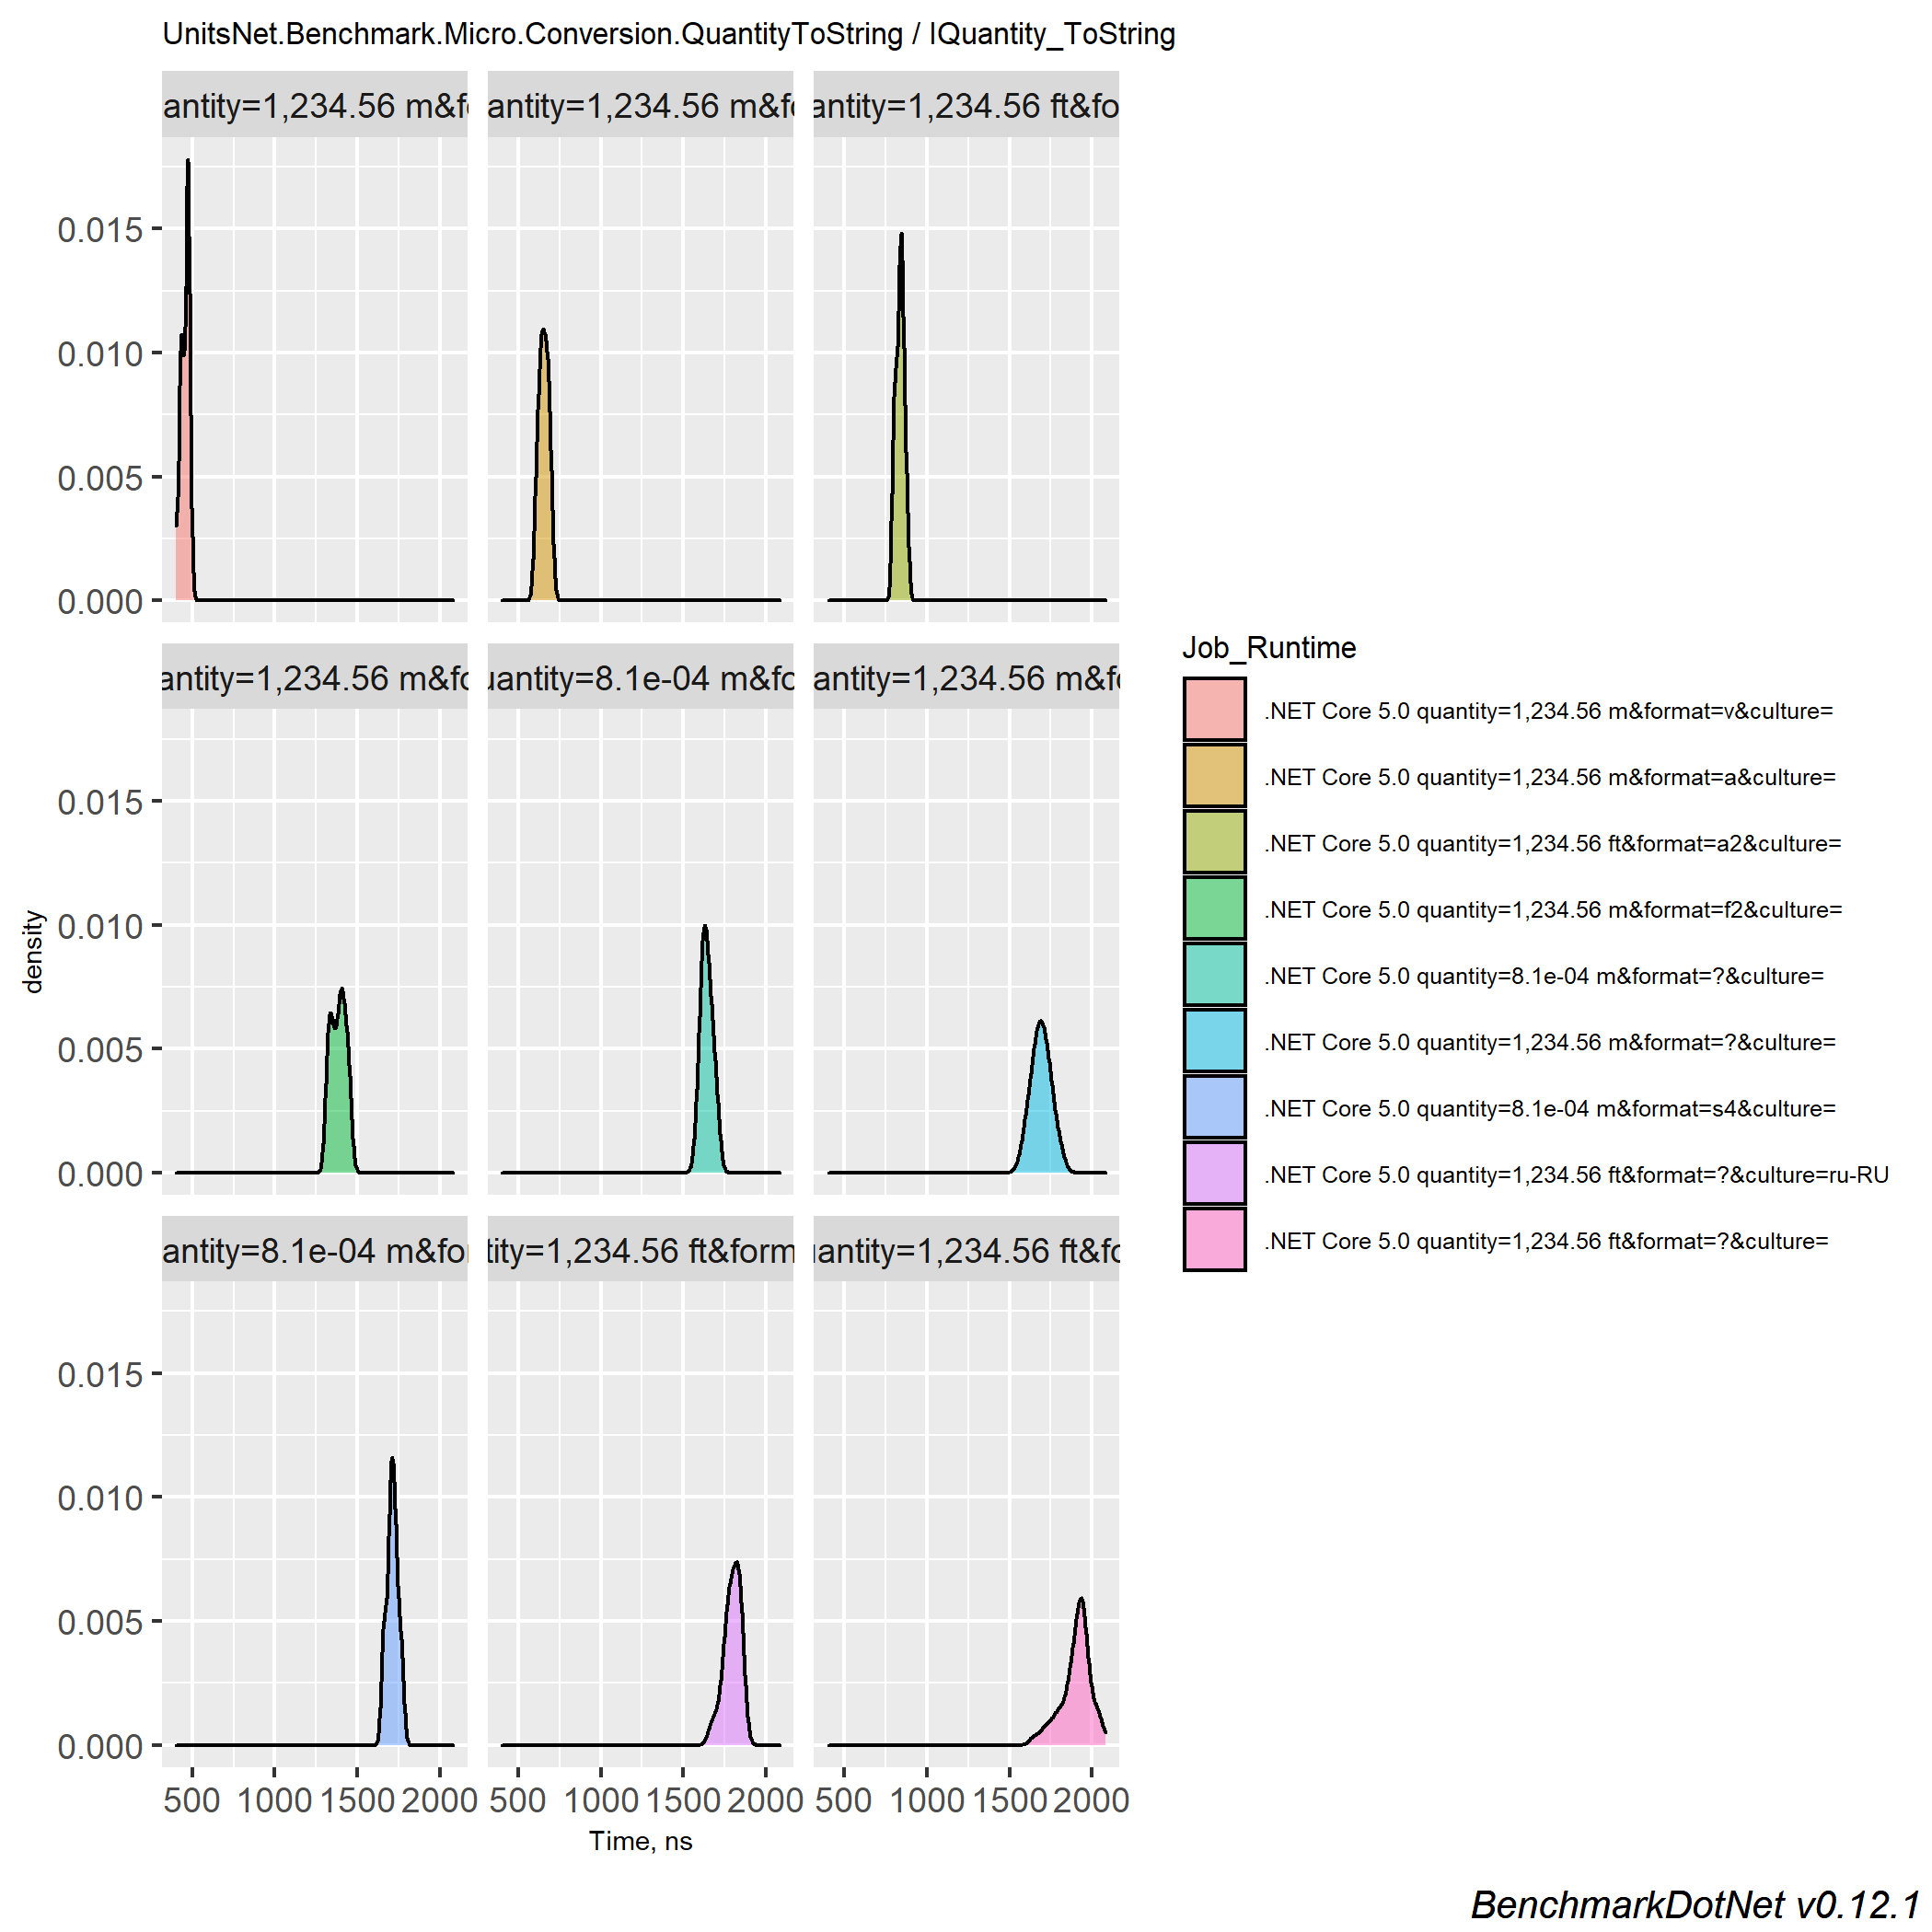 UnitsNet.Benchmark.Micro.Conversion.QuantityToString / IQuantity_ToString
antity=1,234.56 m&fo antity=1,234.56 m&fo antity=1,234.56 ft&fo
0.015
0.010
0.005
0.000
antity=1,234.56 m&fo uantity=8.1e-04 m&fo antity=1,234.56 m&fo
0.015
0.010
0.005
0.000
antity=8.1e-04 m&for tity=1,234.56 ft&form uantity=1,234.56 ft&fo
0.015
0.010
0.005
0.000
500 1000 1500 2000 500 1000 1500 2000 500 1000 1500 2000
Time, ns
density
Job_Runtime
.NET Core 5.0 quantity=1,234.56 m&format=v&culture=
.NET Core 5.0 quantity=1,234.56 m&format=a&culture=
.NET Core 5.0 quantity=1,234.56 ft&format=a2&culture=
.NET Core 5.0 quantity=1,234.56 m&format=f2&culture=
.NET Core 5.0 quantity=8.1e-04 m&format=?&culture=
.NET Core 5.0 quantity=1,234.56 m&format=?&culture=
.NET Core 5.0 quantity=8.1e-04 m&format=s4&culture=
.NET Core 5.0 quantity=1,234.56 ft&format=?&culture=ru-RU
.NET Core 5.0 quantity=1,234.56 ft&format=?&culture=
BenchmarkDotNet v0.12.1